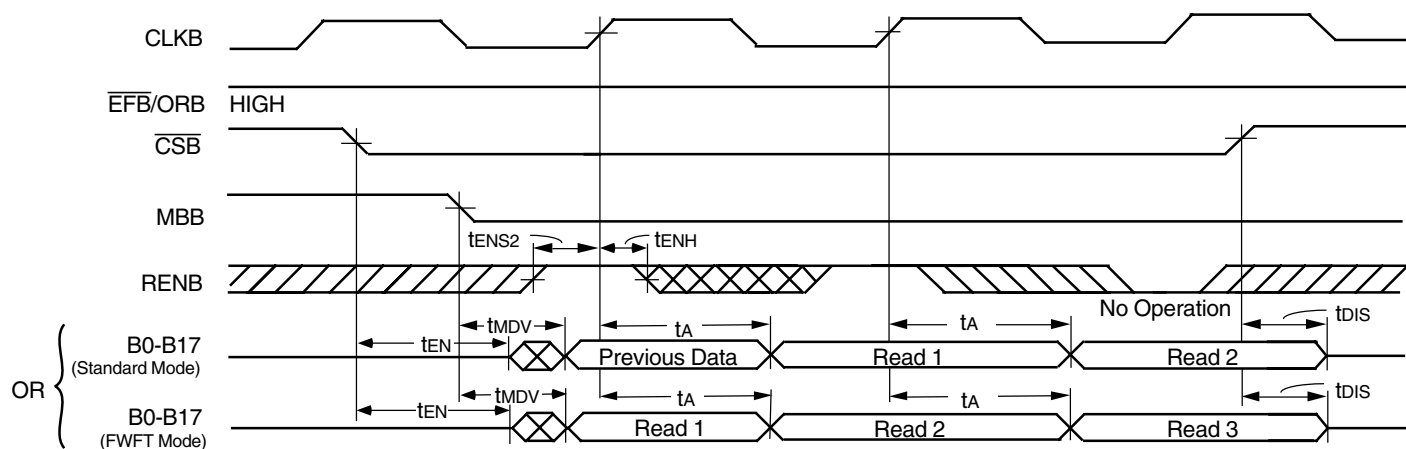 CLKB
EFB/ORB HIGH
CSB
MBB
tENS2 tENH
RENB
No Operation
tMDV tA tA tDIS
B0-B17 tEN
(Standard Mode) Previous Data Read 1 Read 2
OR
tMDV tA tA tDIS
B0-B17 tEN
(FWFT Mode) Read 1 Read 2 Read 3